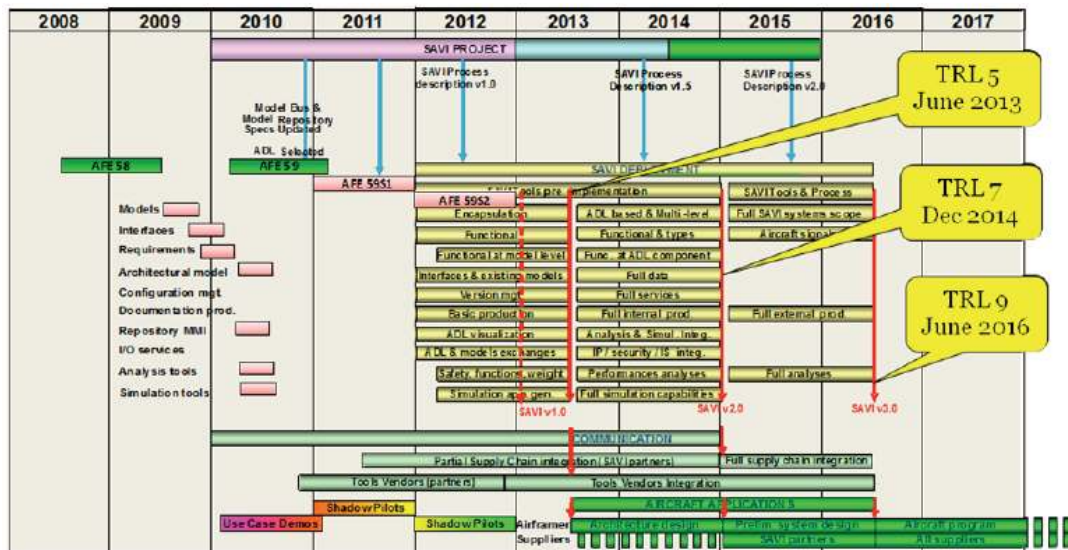 2008 2009 2010 2011 2012 2013 2014 2015 2016 2017
SAVI PROJECT
SAVI Process
description v1.0
SAVI Process
Description v1.5
SAVI Process
Description v2.0
TRL 5
June 2013
Model Bus &
Model Repository
Specs Updated
ADL Selected
AFE 58
AFE 59
SAVI DEPLOYMENT
AFE 59S1
SAVI Tools pre implementation
SAVI Tools & Process
AFE 59S2
TRL 7
Dec 2014
Models
Encapsulation
ADL based & Multi-level
Full SAVI systems scope
Interfaces
Functional
Functional & types
Aircraft signals
Requirements
Functional at model level
Func. at ADL component
Architectural model
Interfaces & existing models
Full data
Configuration mgt.
Version mgt
Full services
TRL 9
June 2016
Documentation prod.
Basic production
Full internal prod.
Full external prod.
Repository MMI
ADL visualization
Analysis & Simul. Integ.
I/O services
ADL & models exchanges
IP / security / IS integ.
Analysis tools
Safety, functions, weight
Performances analyses
Full analyses
Simulation tools
Simulation app gen.
Full simulation capabilities
SAVI v1.0
SAVI v2.0
SAVI v3.0
COMMUNICATION
Partial Supply Chain integration (SAVI partners)
Full supply chain integration
Tools Vendors (partners)
Tools Vendors Integration
AIRCRAFT APPLICATIONS
Shadow Pilots
Use Case Demos
Shadow Pilots
Airframer
Architecture design
Prelim. system design
Aircraft program
Suppliers
SAVI partners
All suppliers